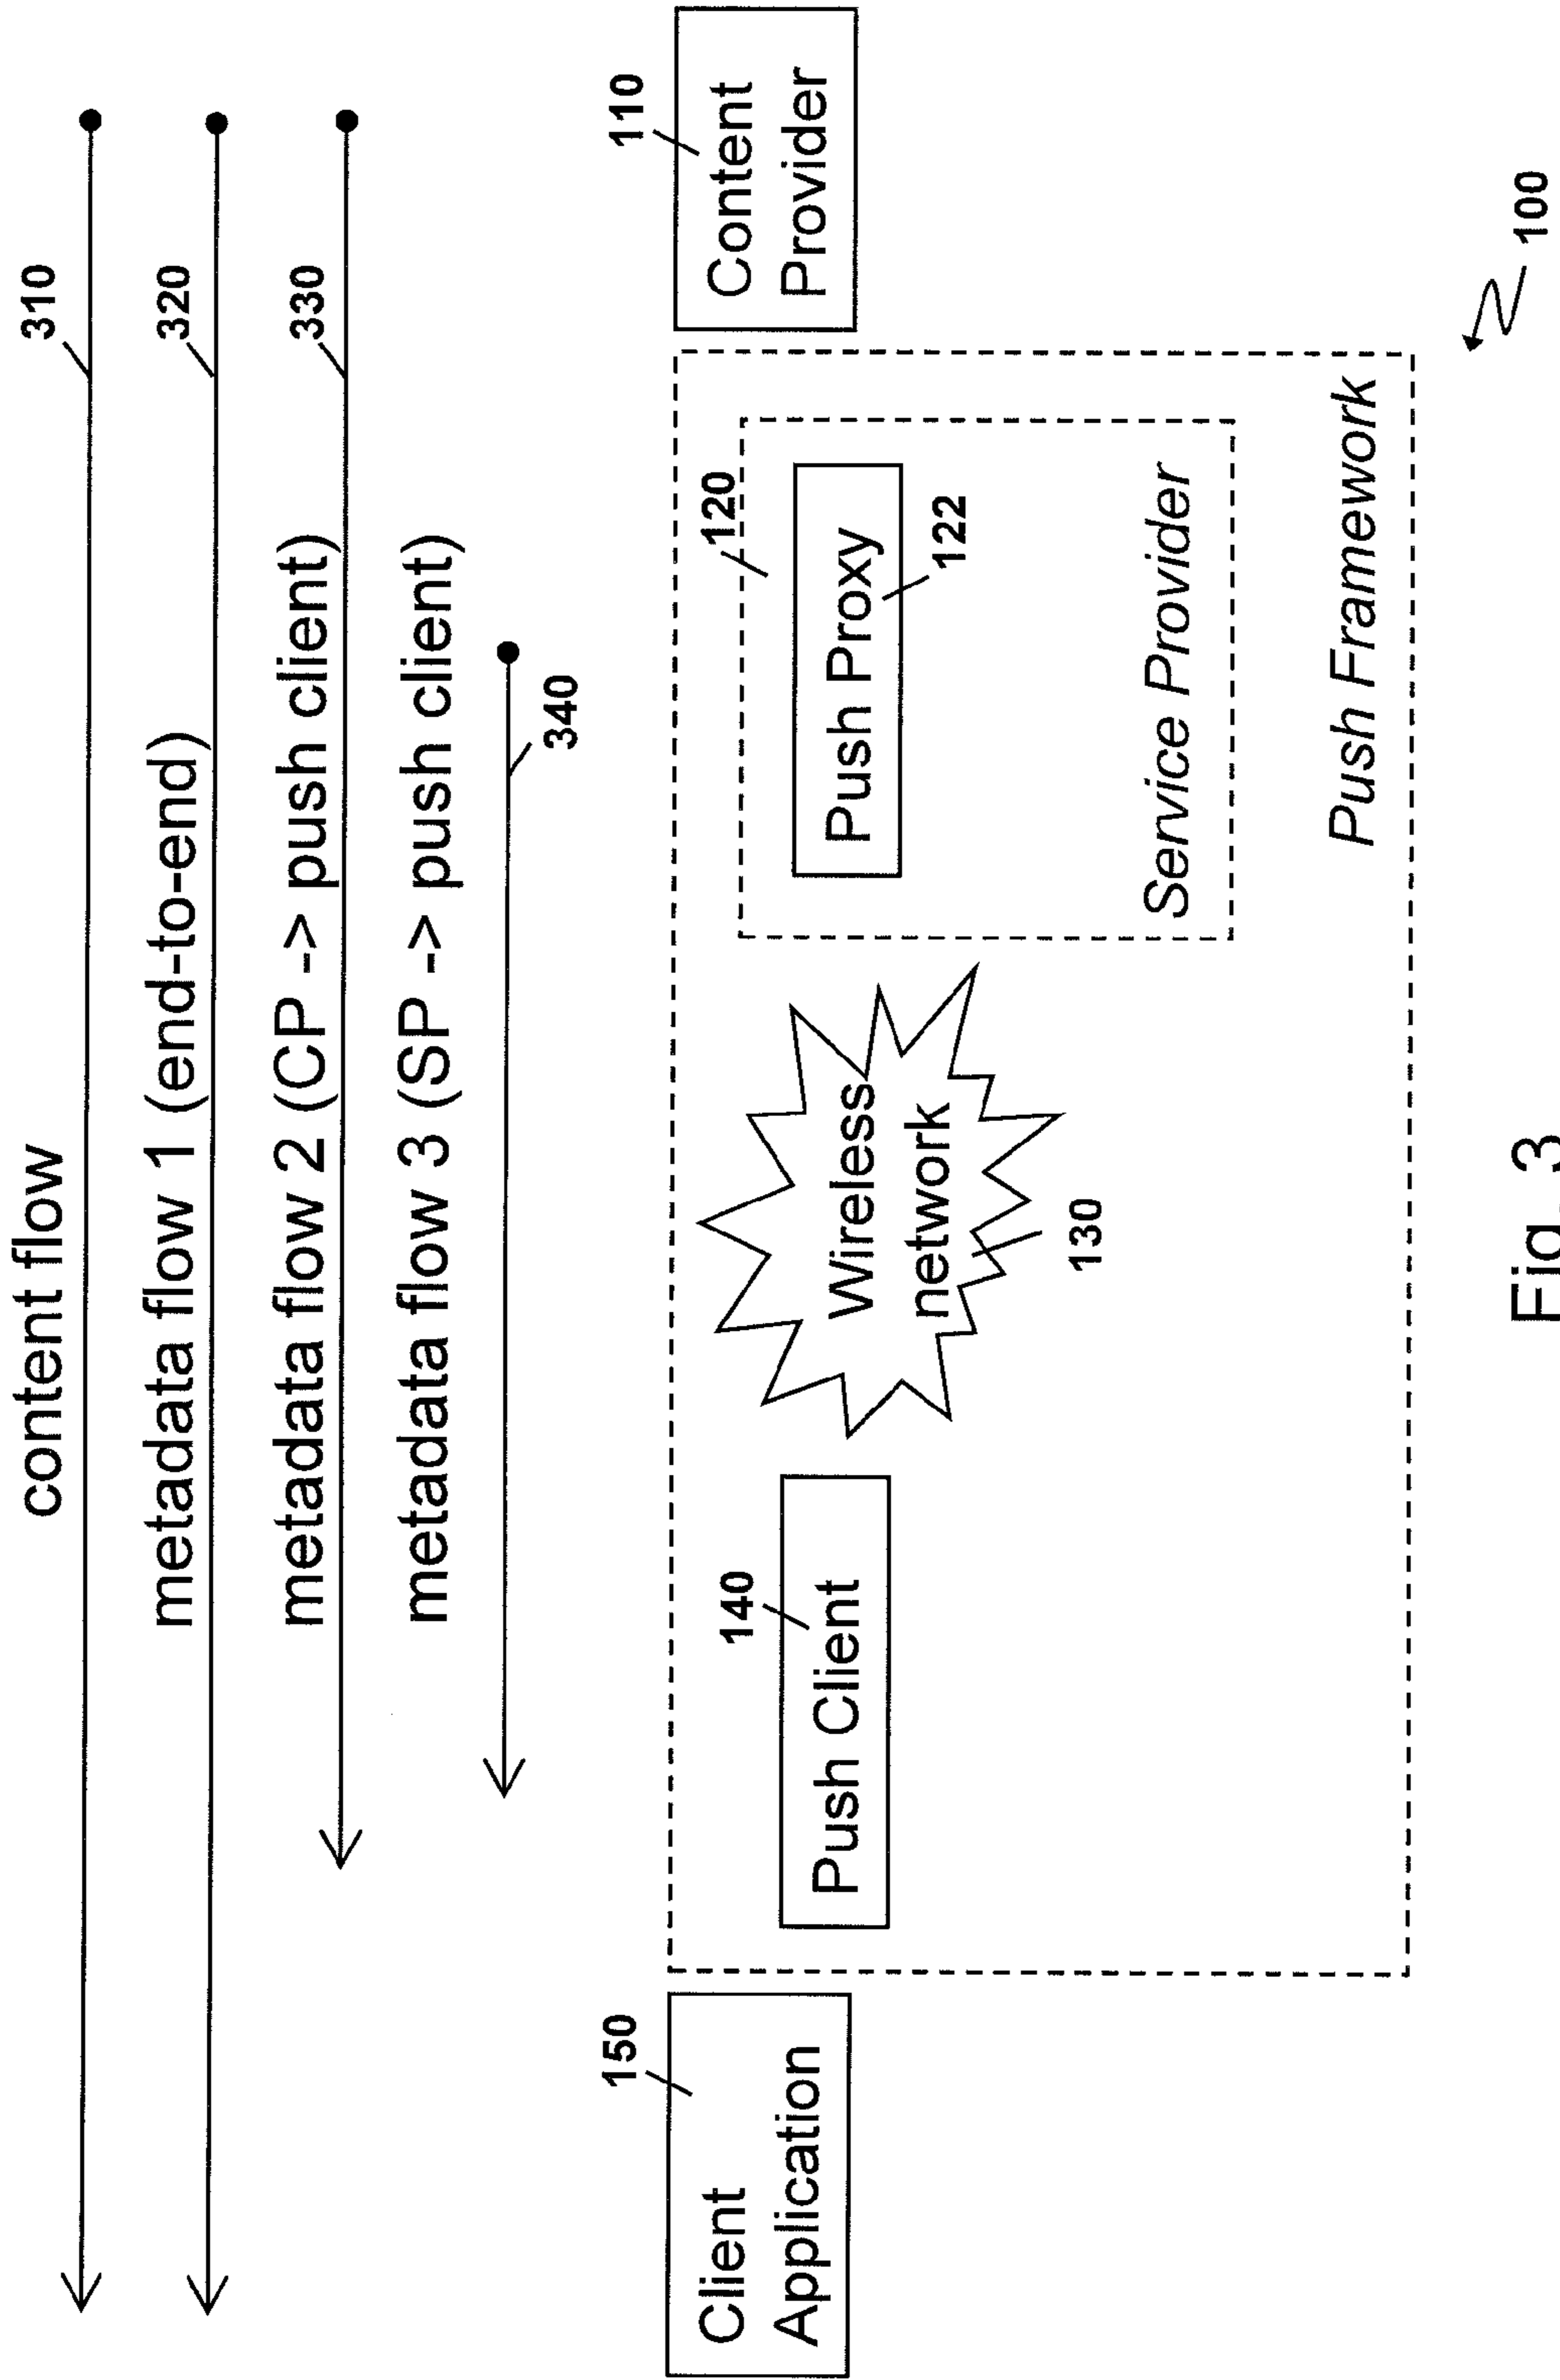 content flow
310
metadata flow 1 (end-to-end)
320
metadata flow 2 (CP -> push client)
330
metadata flow 3 (SP -> push client)
340
150
Client
Application
140
Push Client
Wireless
network
130
120
Push Proxy
122
Service Provider
Push Framework
110
Content
Provider
100
Fig. 3